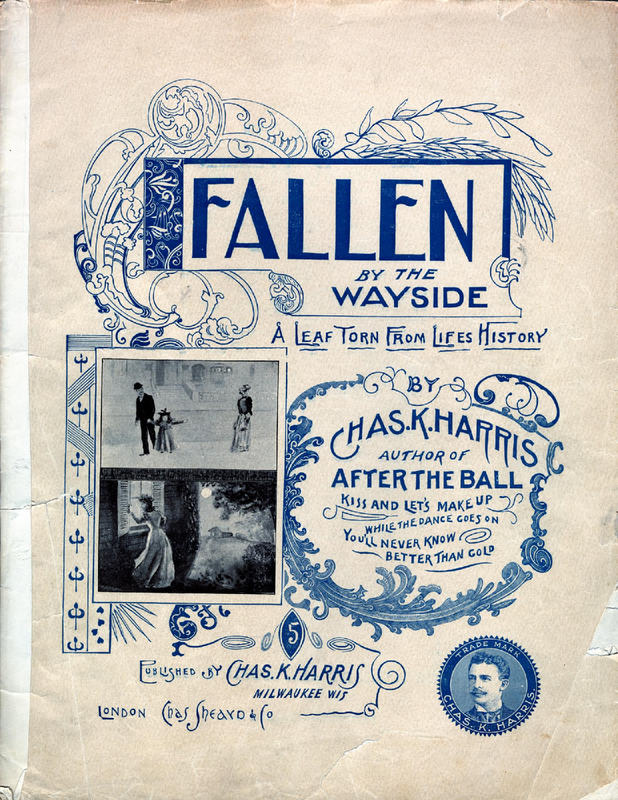 FALLEN
BY THE
WAYSIDE
A LEAF TORN FROM LIFES HISTORY
BY
CHAS. K. HARRIS
AUTHOR OF
AFTER THE BALL
KISS AND LET'S MAKE UP
WHILE THE DANCE GOES ON
YOU'LL NEVER KNOW
BETTER THAN GOLD
5
PUBLISHED BY CHAS. K. HARRIS
MILWAUKEE WIS
LONDON CHAS SHEARD & CO
TRADE MARK
CHAS. K. HARRIS